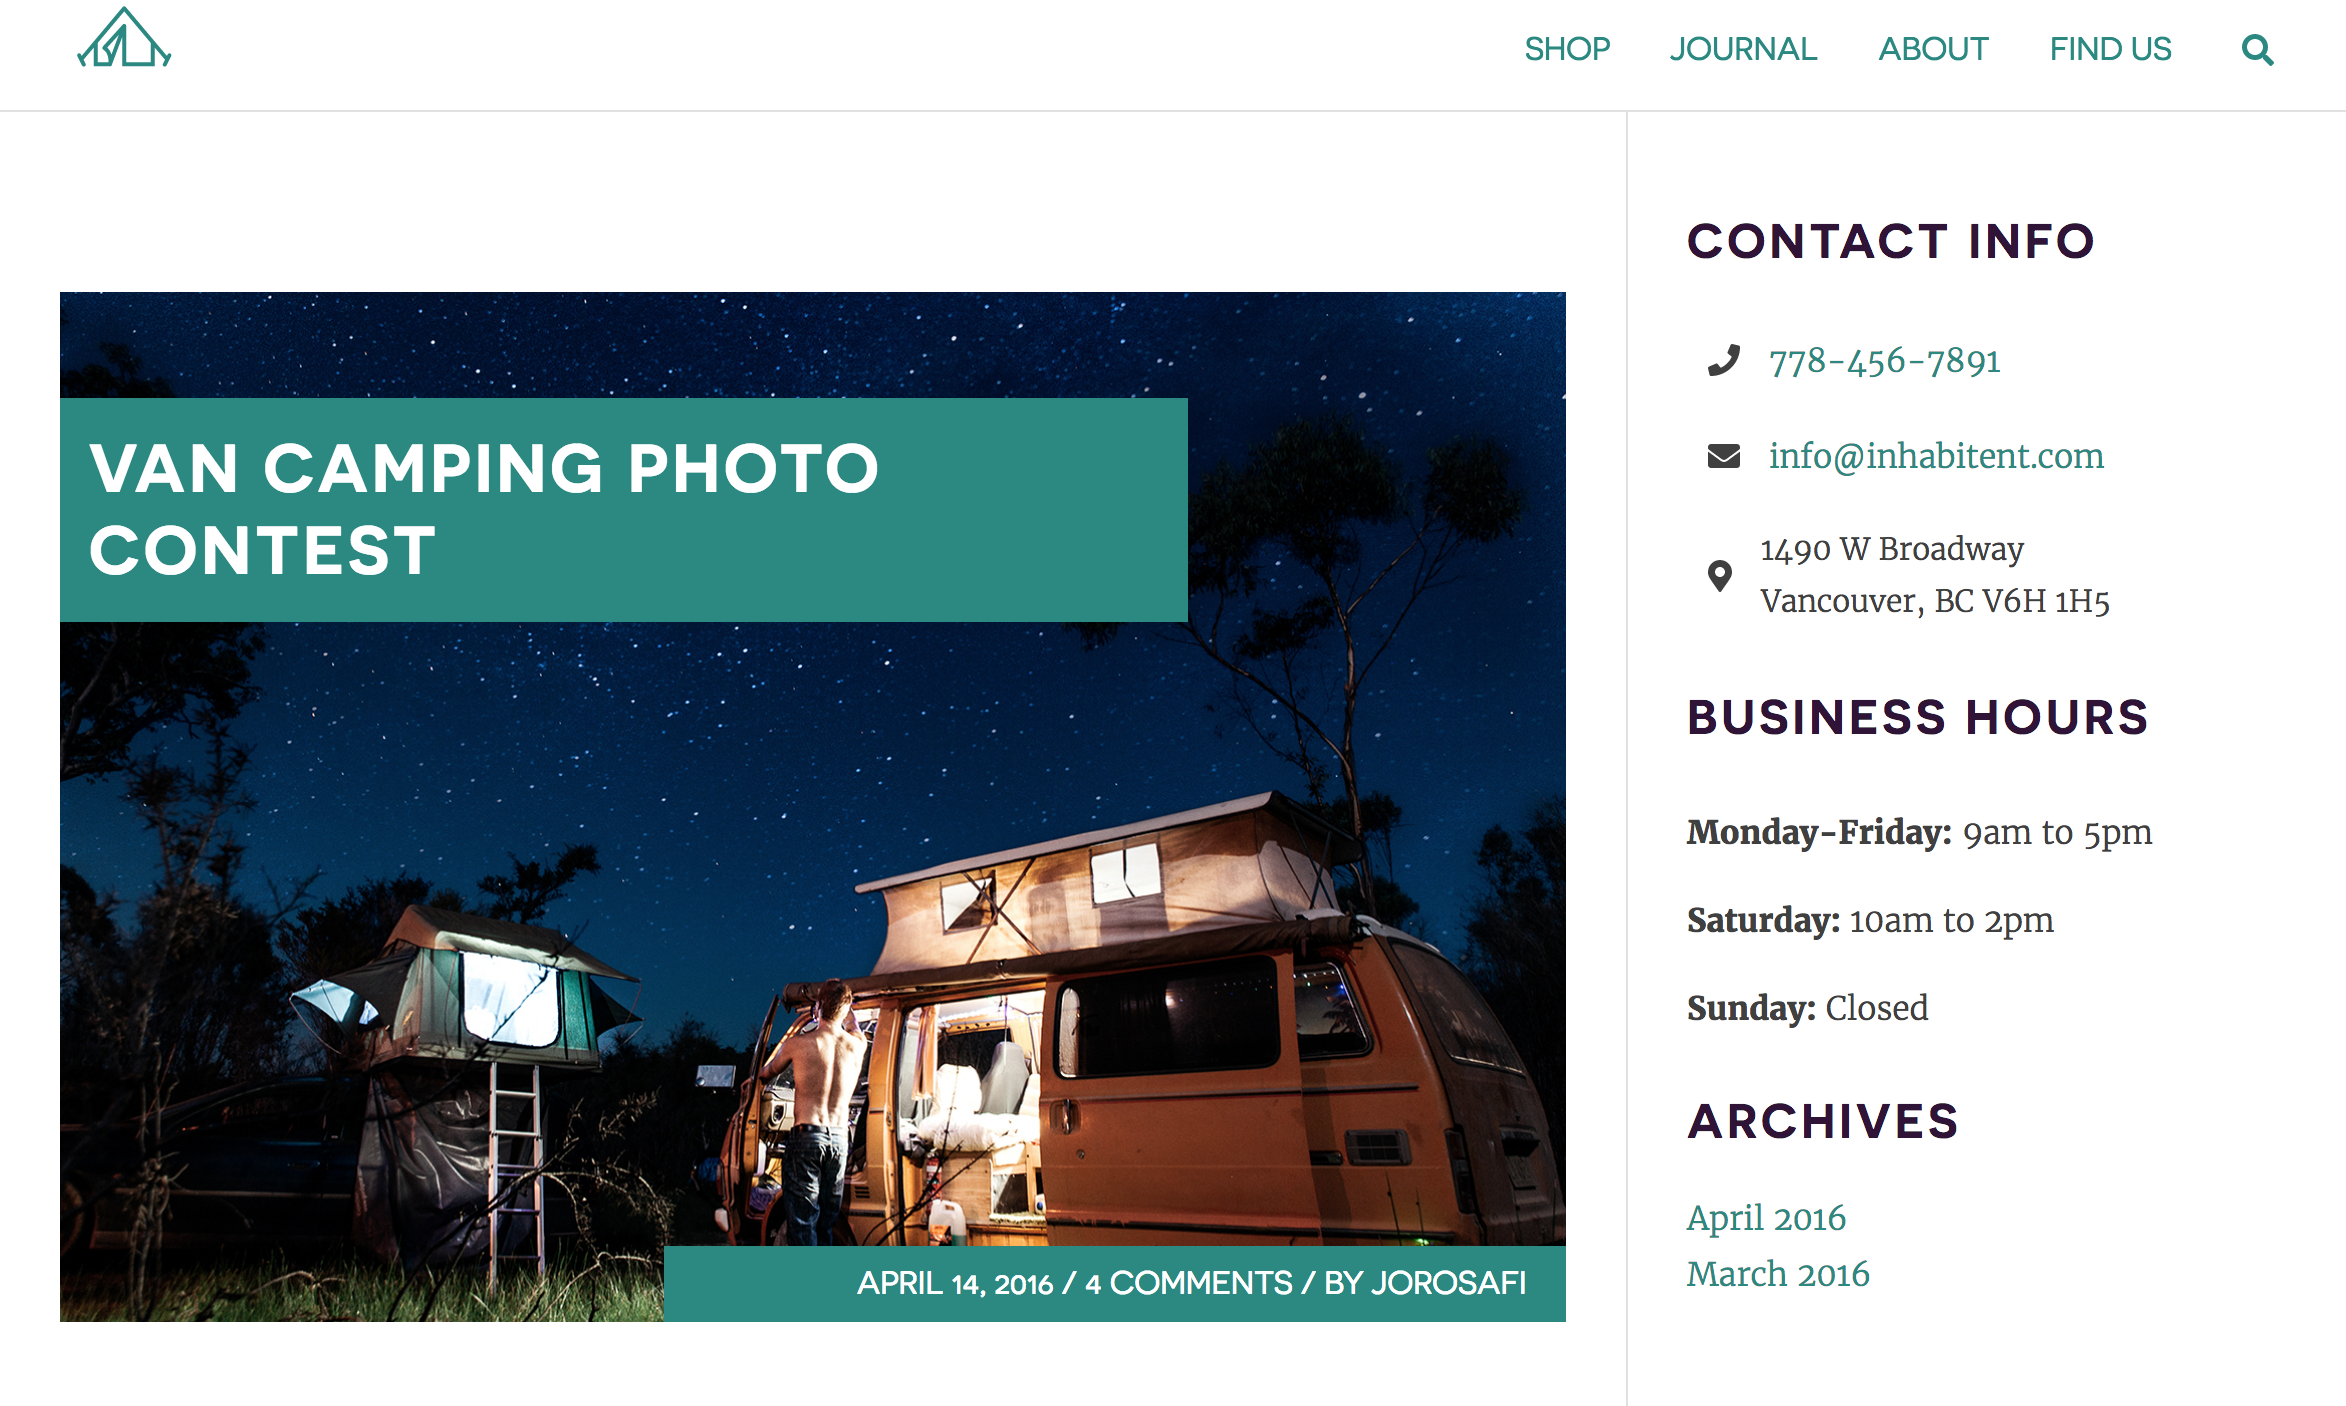 SHOP JOURNAL ABOUT FIND US
VAN CAMPING PHOTO
CONTEST
APRIL 14, 2016 / 4 COMMENTS / BY JOROSAFI
CONTACT INFO
778-456-7891
info@inhabitent.com
1490 W Broadway
Vancouver, BC V6H 1H5
BUSINESS HOURS
Monday-Friday: 9am to 5pm
Saturday: 10am to 2pm
Sunday: Closed
ARCHIVES
April 2016
March 2016